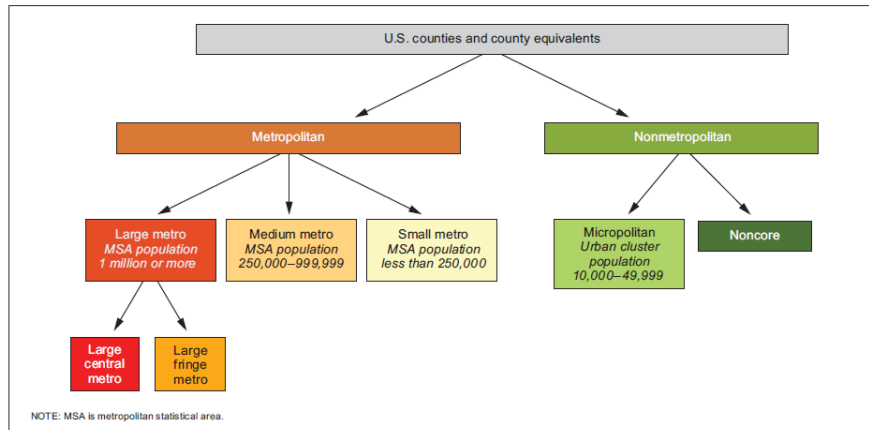 U.S. counties and county equivalents
Metropolitan
Nonmetropolitan
Large metro
MSA population
1 million or more
Medium metro
MSA population
250,000–999,999
Small metro
MSA population
less than 250,000
Micropolitan
Urban cluster
population
10,000–49,999
Noncore
Large
central
metro
Large
fringe
metro
NOTE: MSA is metropolitan statistical area.